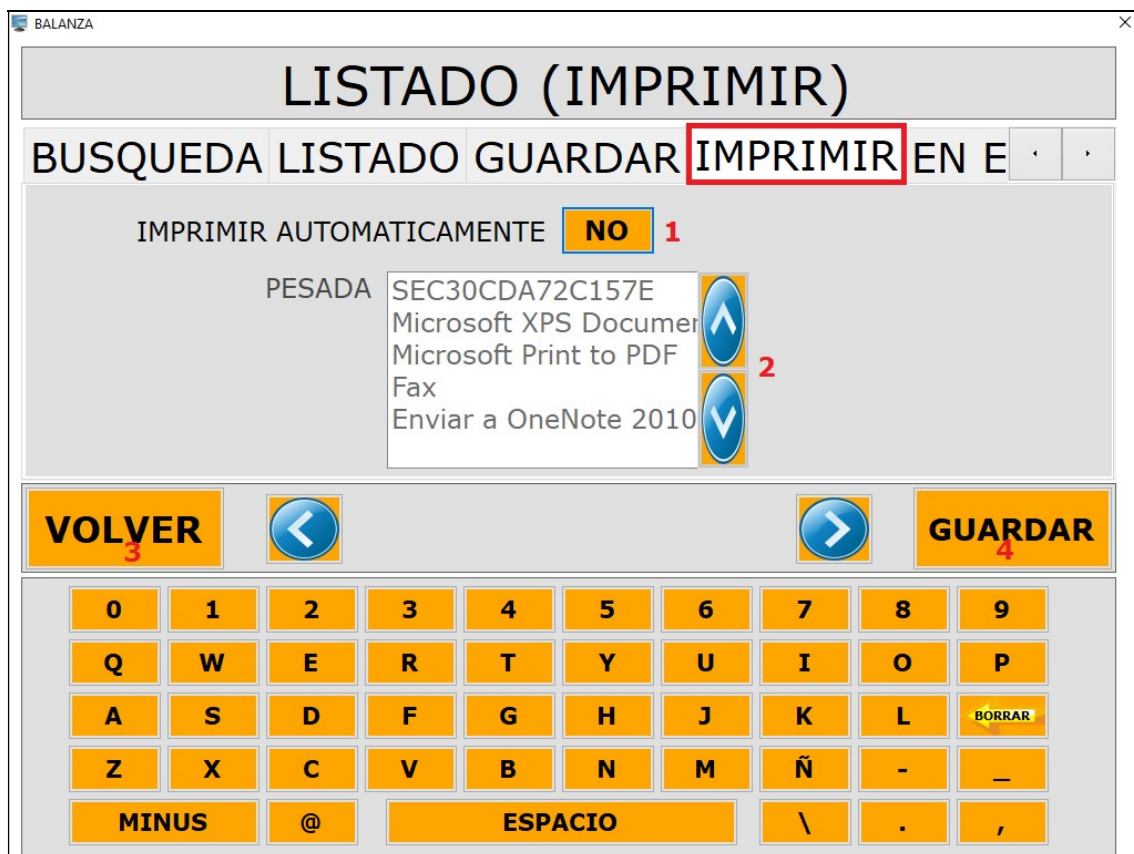 BALANZA
LISTADO (IMPRIMIR)
BUSQUEDA LISTADO GUARDAR IMPRIMIR EN E
IMPRIMIR AUTOMATICAMENTE NO 1
PESADA SEC30CDA72C157E
Microsoft XPS Documen
Microsoft Print to PDF
2
Fax
Enviar a OneNote 2010
VOLVER GUARDAR
3 4
0 1 2 3 4 5 6 7 8 9
Q W E R T Y U I O P
A S D F G H J K L BORRAR
Z X C V B N M Ñ - _
MINUS @ ESPACIO \ . ,